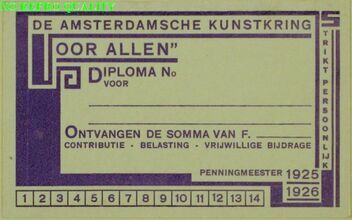 DE AMSTERDAMSCHE KUNSTKRING
VOOR ALLEN"
DIPLOMA No
VOOR
ONTVANGEN DE SOMMA VAN F.
CONTRIBUTIE - BELASTING - VRIJWILLIGE BIJDRAGE
PENNINGMEESTER 1925
1926
1 2 3 4 5 6 7 8 9 10 11 12 13 14
STRIKT PERSOONLIJK